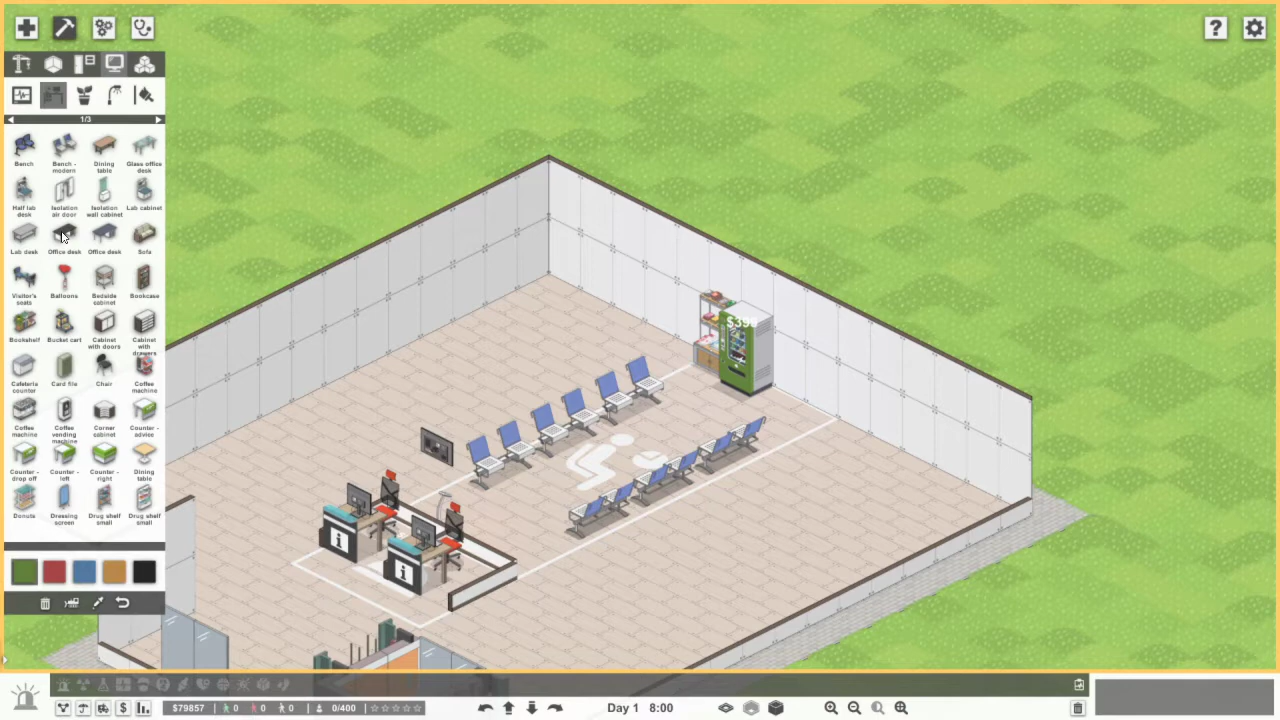 1/3
Bench
Bench - modern
Dining table
Glass office desk
Half lab desk
Isolation air door
Isolation wall cabinet
Lab cabinet
Lab desk
Office desk
Office desk
Sofa
Visitor's seats
Balloons
Bedside cabinet
Bookcase
Bookshelf
Bucket cart
Cabinet with doors
Cabinet with drawers
Cafeteria counter
Card file
Chair
Coffee machine
Coffee machine
Coffee vending machine
Corner cabinet
Counter - advice
Counter - drop off
Counter - left
Counter - right
Dining table
Donuts
Dressing screen
Drug shelf small
Drug shelf small
i
i
$79857
0
0
0
0/400
Day 1 8:00
?